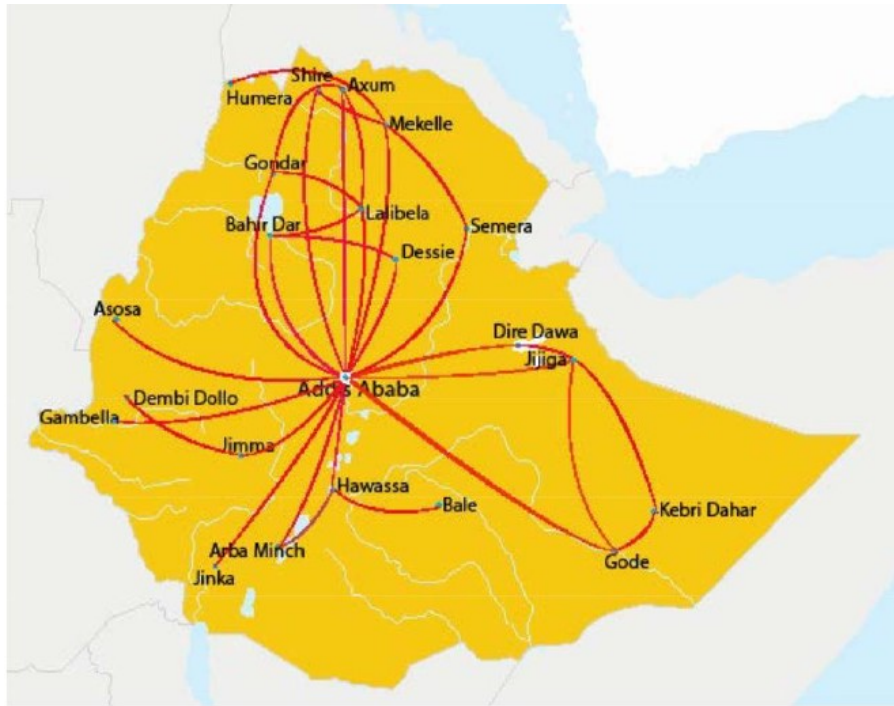 Shire
Axum
Humera
Mekelle
Gondar
Lalibela
Bahir Dar
Semera
Dessie
Asosa
Dire Dawa
Jijiga
Addis Ababa
Dembi Dollo
Gambella
Jimma
Hawassa
Bale
Kebri Dahar
Arba Minch
Gode
Jinka